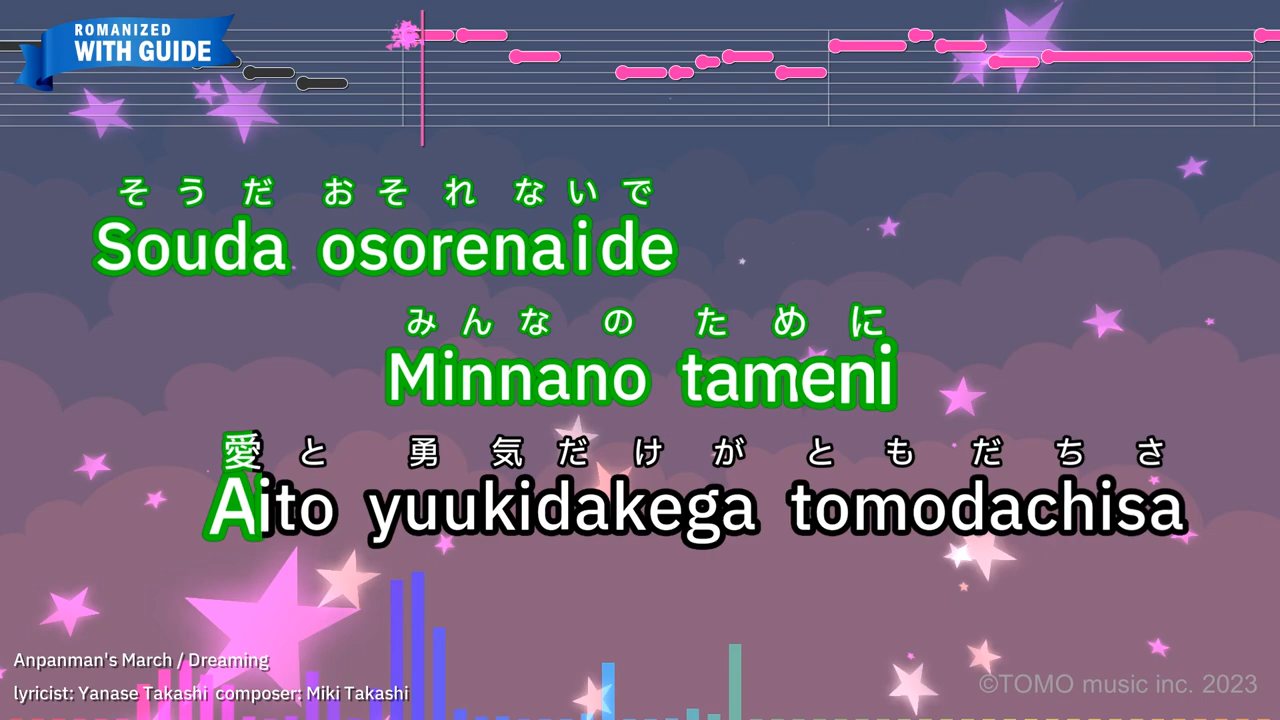 ROMANIZED
WITH GUIDE
そうだ おそれ ないで
Souda osorenaide
みんな の ために
Minnano tameni
愛と 勇気だけが ともだちさ
Aito yuukidakega tomodachisa
Anpanman's March / Dreaming
lyricist: Yanase Takashi composer: Miki Takashi
©TOMO music inc. 2023